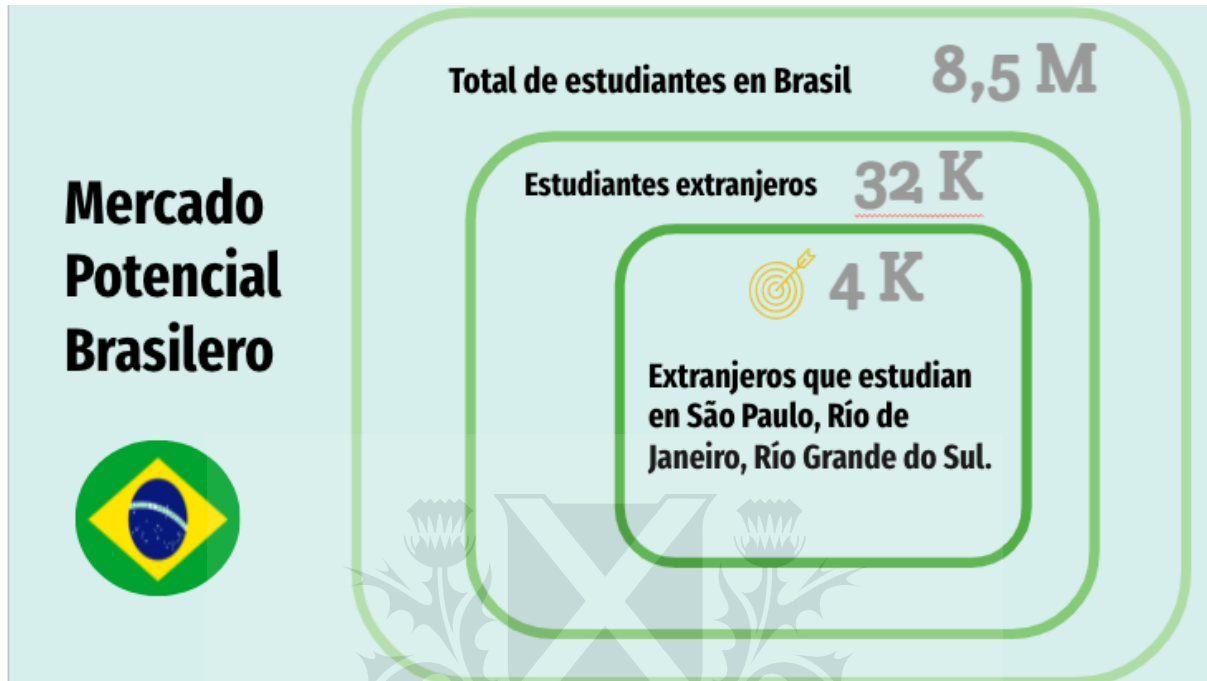 Mercado
Potencial
Brasilero
Total de estudiantes en Brasil 8,5 M
Estudiantes extranjeros 32 K
4 K
Extranjeros que estudian
en São Paulo, Río de
Janeiro, Río Grande do Sul.